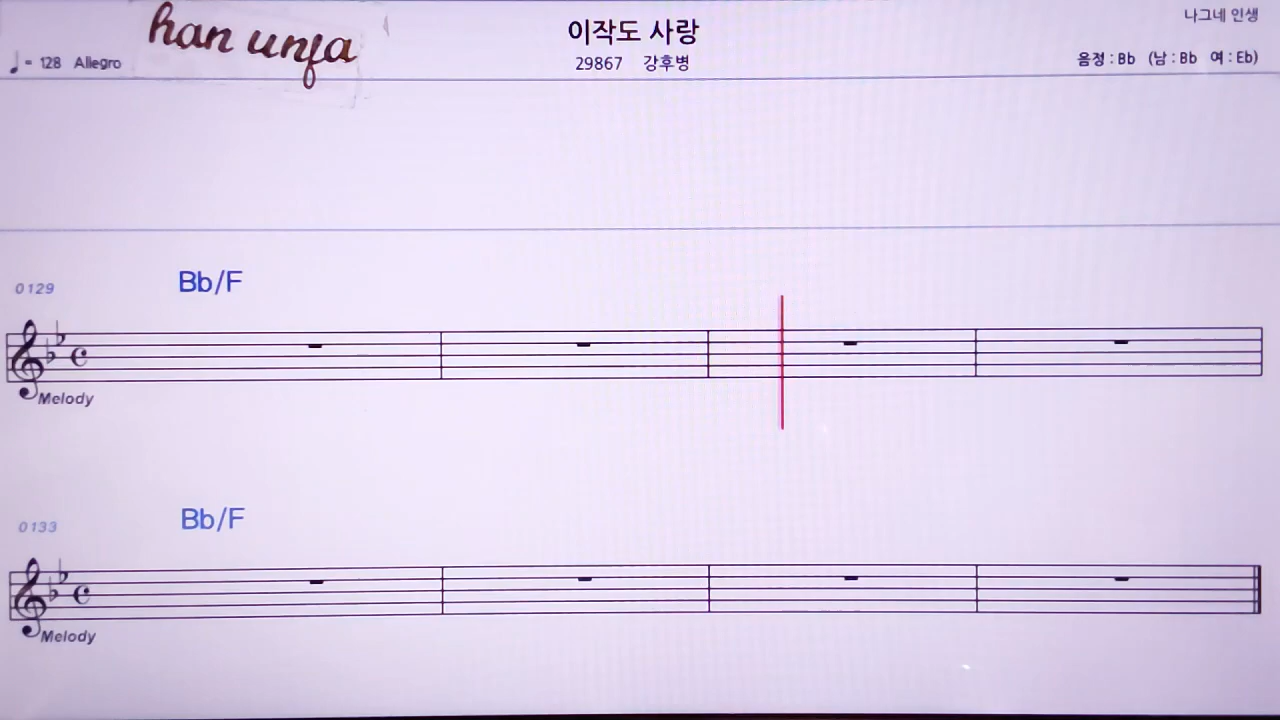 han unja
이작도 사랑
나그네 인생
♩= 128 Allegro
29867 강후병
음정 : Bb (남 : Bb 여 : Eb)
0129
Bb/F
Melody
0133
Bb/F
Melody